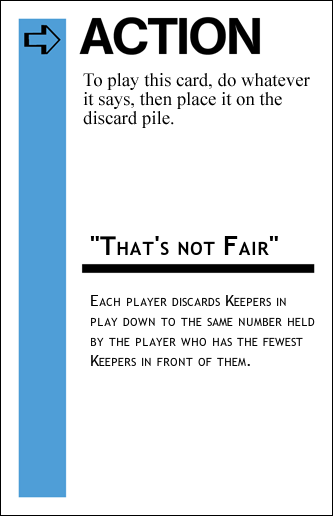 ACTION
To play this card, do whatever
it says, then place it on the
discard pile.
"That's not Fair"
Each player discards Keepers in
play down to the same number held
by the player who has the fewest
Keepers in front of them.